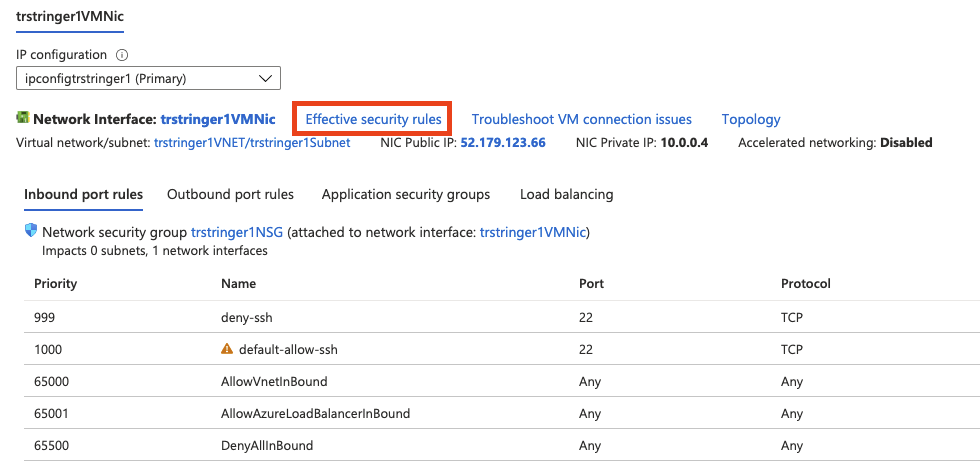 trstringer1VMNic
IP configuration ⓘ
ipconfigtrstringer1 (Primary)
Network Interface: trstringer1VMNic Effective security rules Troubleshoot VM connection issues Topology
Virtual network/subnet: trstringer1VNET/trstringer1Subnet NIC Public IP: 52.179.123.66 NIC Private IP: 10.0.0.4 Accelerated networking: Disabled
Inbound port rules Outbound port rules Application security groups Load balancing
Network security group trstringer1NSG (attached to network interface: trstringer1VMNic)
Impacts 0 subnets, 1 network interfaces
Priority Name Port Protocol
999 deny-ssh 22 TCP
1000 default-allow-ssh 22 TCP
65000 AllowVnetInBound Any Any
65001 AllowAzureLoadBalancerInBound Any Any
65500 DenyAllInBound Any Any